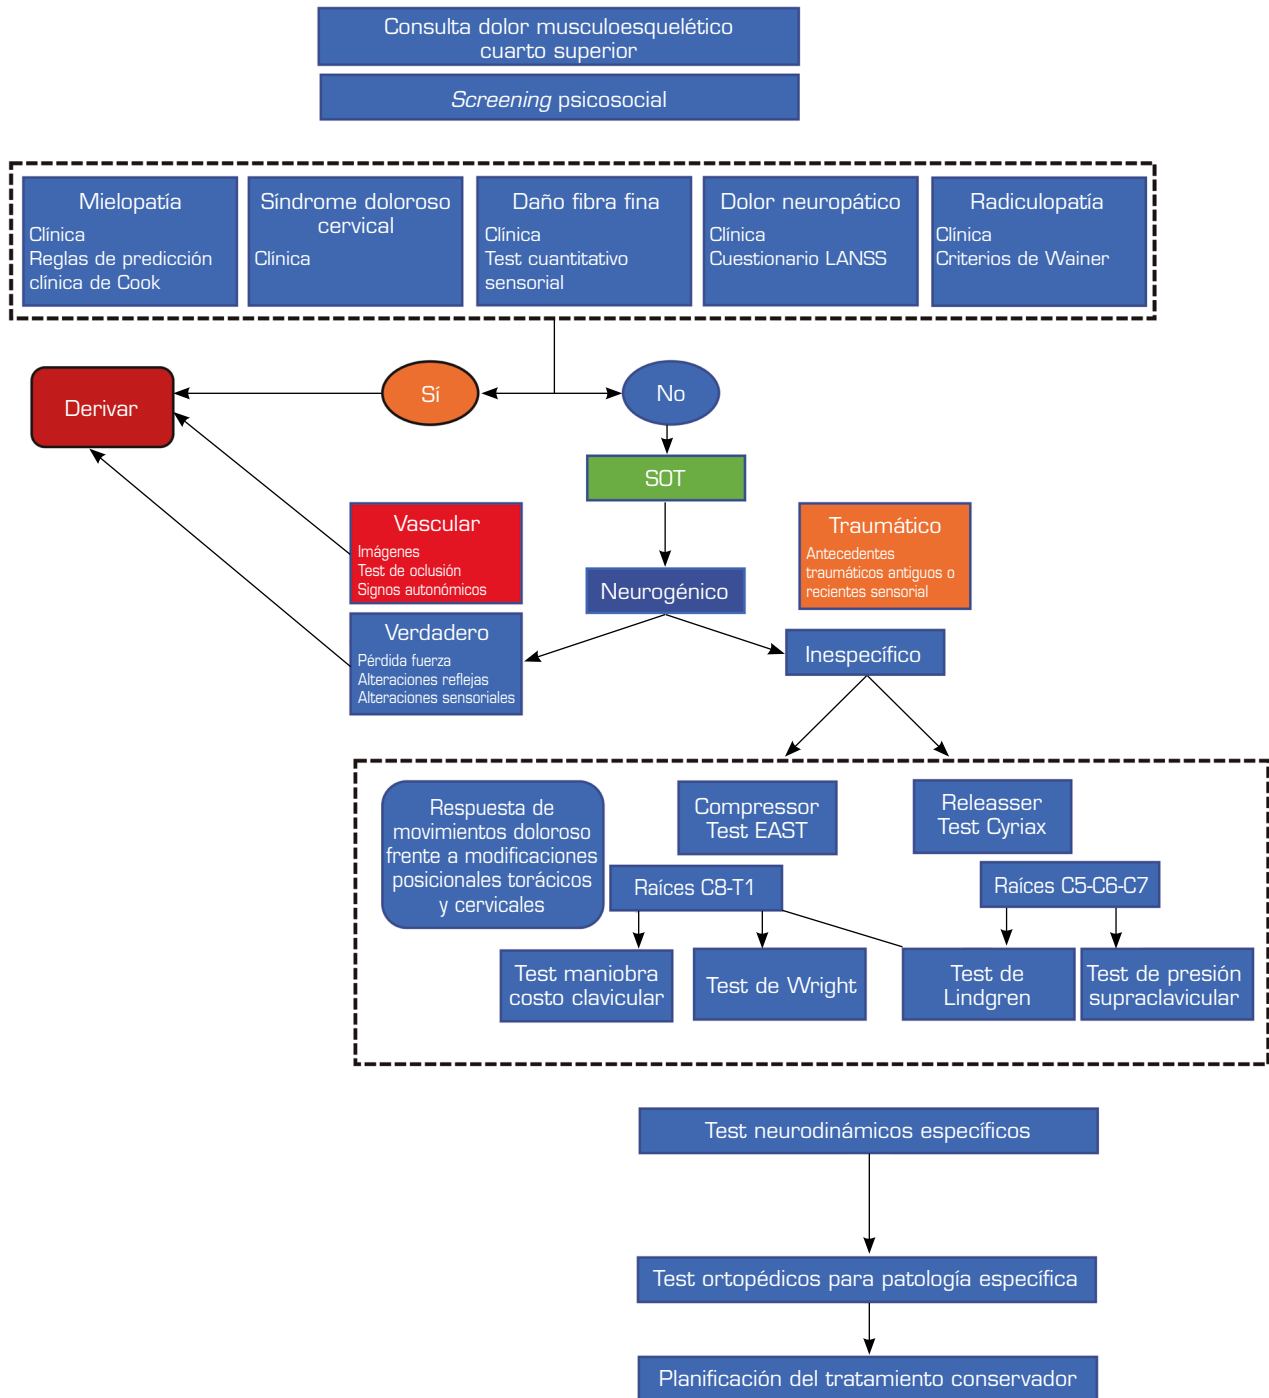 Consulta dolor musculoesquelético
cuarto superior
Screening psicosocial
Mielopatía
Clínica
Reglas de predicción
clínica de Cook
Síndrome doloroso
cervical
Clínica
Daño fibra fina
Clínica
Test cuantitativo
sensorial
Dolor neuropático
Clínica
Cuestionario LANSS
Radiculopatía
Clínica
Criterios de Wainer
Derivar
Sí
No
SOT
Vascular
Imágenes
Test de oclusión
Signos autonómicos
Traumático
Antecedentes
traumáticos antiguos o
recientes sensorial
Neurogénico
Verdadero
Pérdida fuerza
Alteraciones reflejas
Alteraciones sensoriales
Inespecífico
Respuesta de
movimientos doloroso
frente a modificaciones
posicionales torácicos
y cervicales
Compressor
Test EAST
Releasser
Test Cyriax
Raíces C8-T1
Raíces C5-C6-C7
Test maniobra
costo clavicular
Test de Wright
Test de
Lindgren
Test de presión
supraclavicular
Test neurodinámicos específicos
Test ortopédicos para patología específica
Planificación del tratamiento conservador